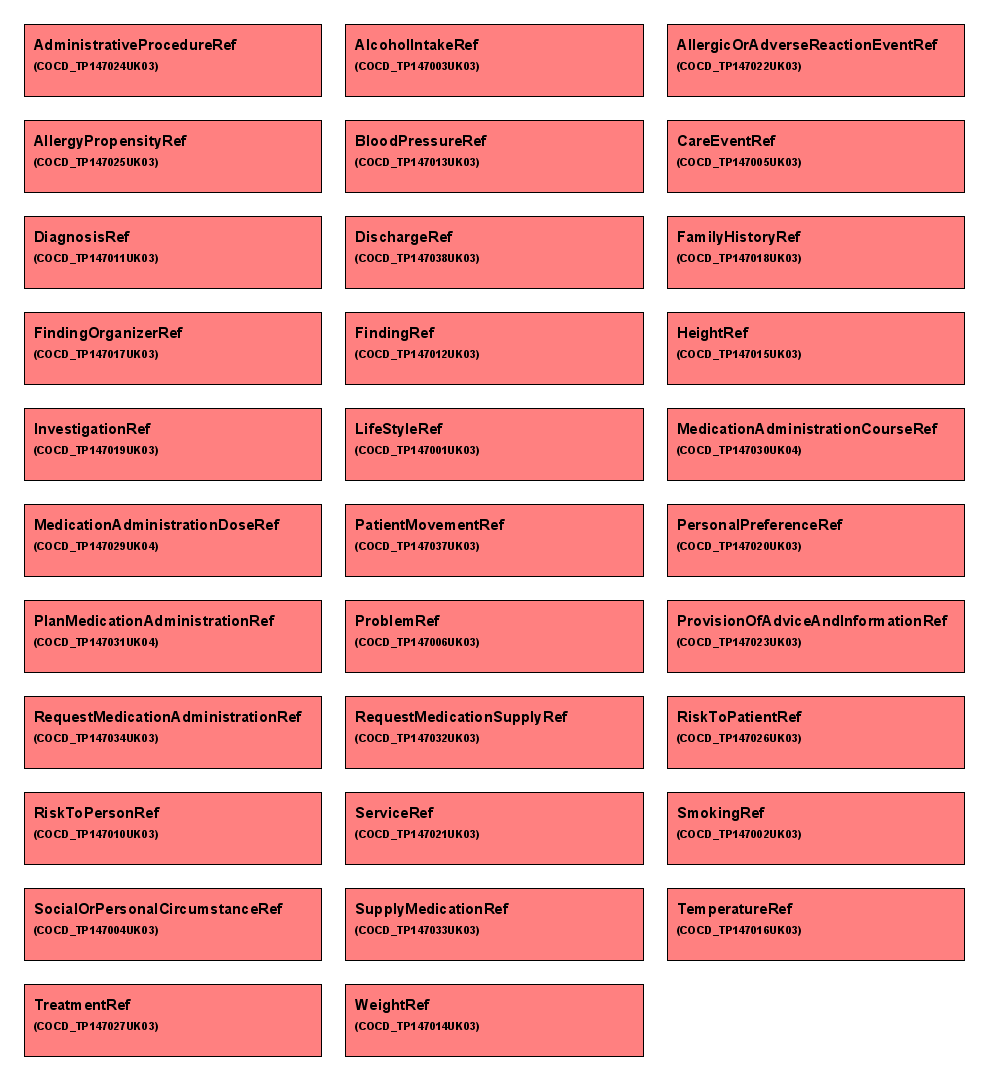 AdministrativeProcedureRef
(COCD_TP147024UK03)
AlcoholIntakeRef
(COCD_TP147003UK03)
AllergicOrAdverseReactionEventRef
(COCD_TP147022UK03)
AllergyPropensityRef
(COCD_TP147025UK03)
BloodPressureRef
(COCD_TP147013UK03)
CareEventRef
(COCD_TP147005UK03)
DiagnosisRef
(COCD_TP147011UK03)
DischargeRef
(COCD_TP147038UK03)
FamilyHistoryRef
(COCD_TP147018UK03)
FindingOrganizerRef
(COCD_TP147017UK03)
FindingRef
(COCD_TP147012UK03)
HeightRef
(COCD_TP147015UK03)
InvestigationRef
(COCD_TP147019UK03)
LifeStyleRef
(COCD_TP147001UK03)
MedicationAdministrationCourseRef
(COCD_TP147030UK04)
MedicationAdministrationDoseRef
(COCD_TP147029UK04)
PatientMovementRef
(COCD_TP147037UK03)
PersonalPreferenceRef
(COCD_TP147020UK03)
PlanMedicationAdministrationRef
(COCD_TP147031UK04)
ProblemRef
(COCD_TP147006UK03)
ProvisionOfAdviceAndInformationRef
(COCD_TP147023UK03)
RequestMedicationAdministrationRef
(COCD_TP147034UK03)
RequestMedicationSupplyRef
(COCD_TP147032UK03)
RiskToPatientRef
(COCD_TP147026UK03)
RiskToPersonRef
(COCD_TP147010UK03)
ServiceRef
(COCD_TP147021UK03)
SmokingRef
(COCD_TP147002UK03)
SocialOrPersonalCircumstanceRef
(COCD_TP147004UK03)
SupplyMedicationRef
(COCD_TP147033UK03)
TemperatureRef
(COCD_TP147016UK03)
TreatmentRef
(COCD_TP147027UK03)
WeightRef
(COCD_TP147014UK03)